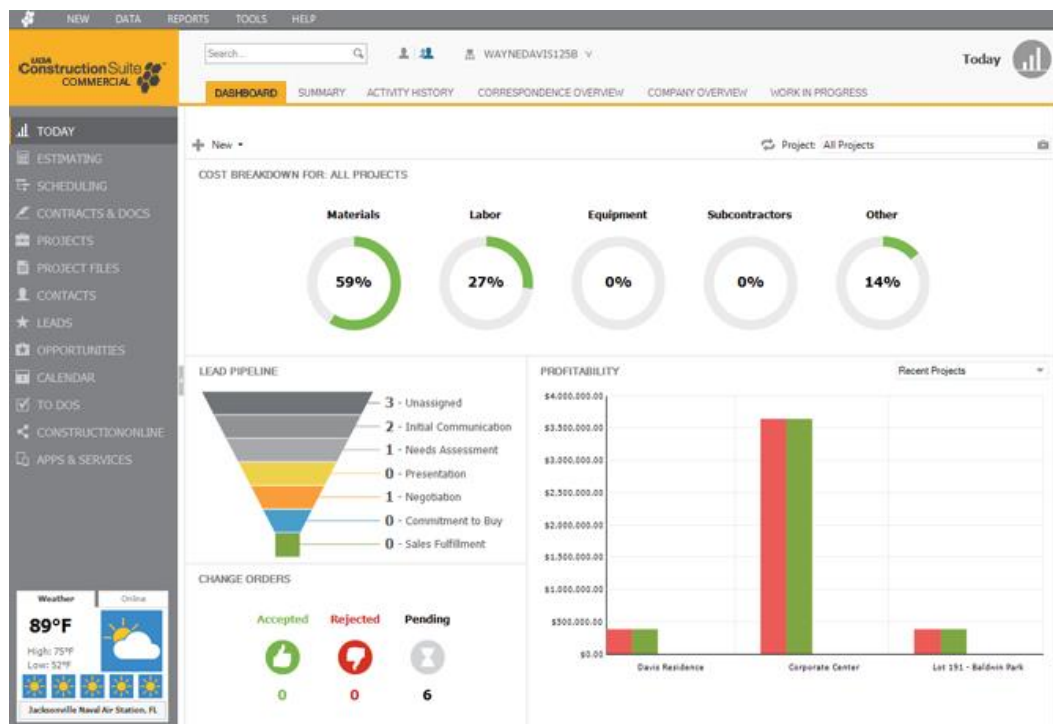 NEW DATA REPORTS TOOLS HELP
UDA
ConstructionSuite™
COMMERCIAL
Search...
WAYNEDAVIS1258
Today
DASHBOARD SUMMARY ACTIVITY HISTORY CORRESPONDENCE OVERVIEW COMPANY OVERVIEW WORK IN PROGRESS
TODAY
ESTIMATING
SCHEDULING
CONTRACTS & DOCS
PROJECTS
PROJECT FILES
CONTACTS
LEADS
OPPORTUNITIES
CALENDAR
TO DOS
CONSTRUCTIONONLINE
APPS & SERVICES
Weather Online
89°F
High: 75°F
Low: 52°F
Jacksonville Naval Air Station, FL
New
Project: All Projects
COST BREAKDOWN FOR: ALL PROJECTS
Materials Labor Equipment Subcontractors Other
59% 27% 0% 0% 14%
LEAD PIPELINE
3 - Unassigned
2 - Initial Communication
1 - Needs Assessment
0 - Presentation
1 - Negotiation
0 - Commitment to Buy
0 - Sales Fulfillment
CHANGE ORDERS
Accepted Rejected Pending
0 0 6
PROFITABILITY
Recent Projects
$4,000,000.00
$3,500,000.00
$3,000,000.00
$2,500,000.00
$2,000,000.00
$1,500,000.00
$1,000,000.00
$500,000.00
$0.00
Davis Residence Corporate Center Lot 191 - Baldwin Park